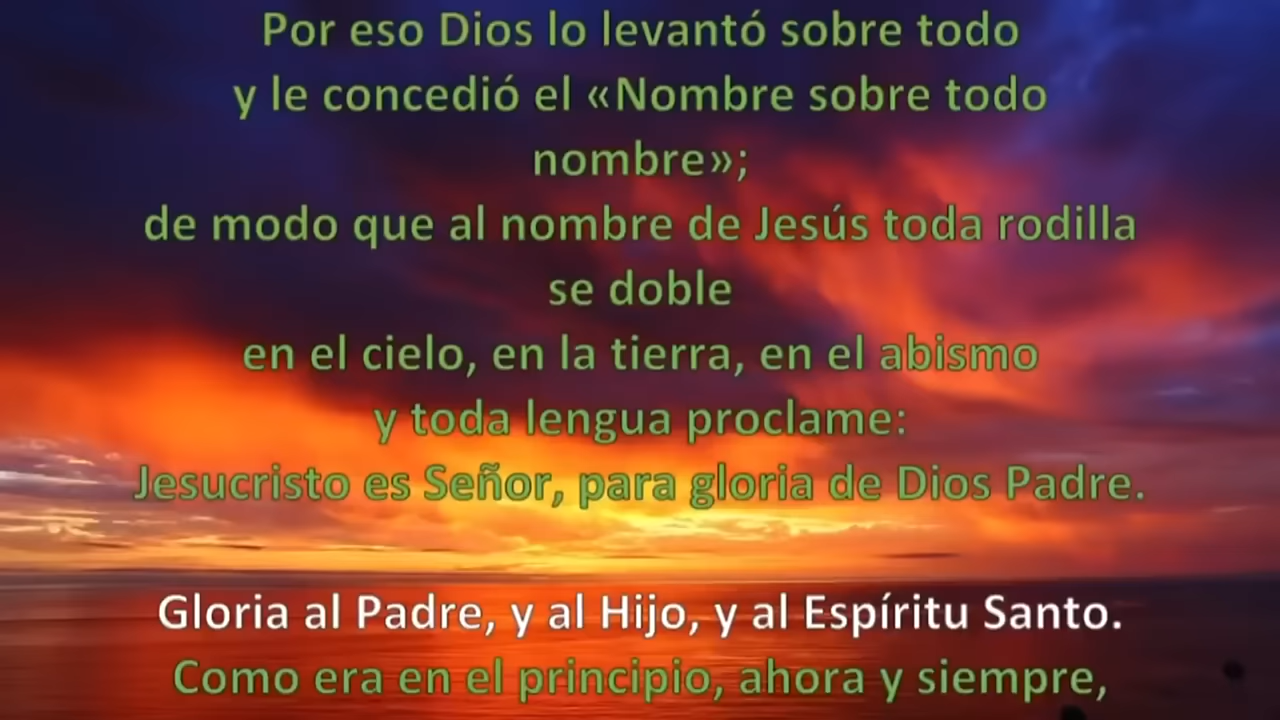 Por eso Dios lo levantó sobre todo
y le concedió el «Nombre sobre todo
nombre»;
de modo que al nombre de Jesús toda rodilla
se doble
en el cielo, en la tierra, en el abismo
y toda lengua proclame:
Jesucristo es Señor, para gloria de Dios Padre.
Gloria al Padre, y al Hijo, y al Espíritu Santo.
Como era en el principio, ahora y siempre,